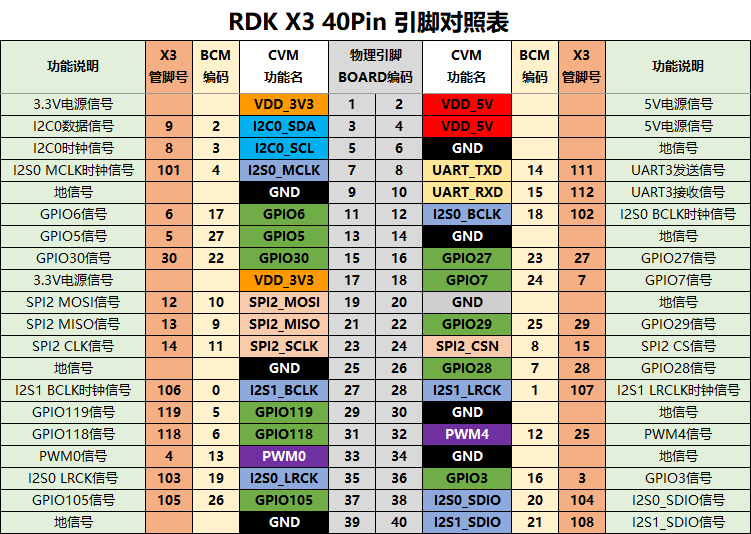 RDK X3 40Pin 引脚对照表
功能说明 X3 管脚号 BCM 编码 CVM 功能名 物理引脚 BOARD编码 CVM 功能名 BCM 编码 X3 管脚号 功能说明
3.3V电源信号 VDD_3V3 1 2 VDD_5V 5V电源信号
I2C0数据信号 9 2 I2C0_SDA 3 4 VDD_5V 5V电源信号
I2C0时钟信号 8 3 I2C0_SCL 5 6 GND 地信号
I2S0 MCLK时钟信号 101 4 I2S0_MCLK 7 8 UART_TXD 14 111 UART3发送信号
地信号 GND 9 10 UART_RXD 15 112 UART3接收信号
GPIO6信号 6 17 GPIO6 11 12 I2S0_BCLK 18 102 I2S0 BCLK时钟信号
GPIO5信号 5 27 GPIO5 13 14 GND 地信号
GPIO30信号 30 22 GPIO30 15 16 GPIO27 23 27 GPIO27信号
3.3V电源信号 VDD_3V3 17 18 GPIO7 24 7 GPIO7信号
SPI2 MOSI信号 12 10 SPI2_MOSI 19 20 GND 地信号
SPI2 MISO信号 13 9 SPI2_MISO 21 22 GPIO29 25 29 GPIO29信号
SPI2 CLK信号 14 11 SPI2_SCLK 23 24 SPI2_CSN 8 15 SPI2 CS信号
地信号 GND 25 26 GPIO28 7 28 GPIO28信号
I2S1 BCLK时钟信号 106 0 I2S1_BCLK 27 28 I2S1_LRCK 1 107 I2S1 LRCLK时钟信号
GPIO119信号 119 5 GPIO119 29 30 GND 地信号
GPIO118信号 118 6 GPIO118 31 32 PWM4 12 25 PWM4信号
PWM0信号 4 13 PWM0 33 34 GND 地信号
I2S0 LRCK信号 103 19 I2S0_LRCK 35 36 GPIO3 16 3 GPIO3信号
GPIO105信号 105 26 GPIO105 37 38 I2S0_SDIO 20 104 I2S0_SDIO信号
地信号 GND 39 40 I2S1_SDIO 21 108 I2S1_SDIO信号